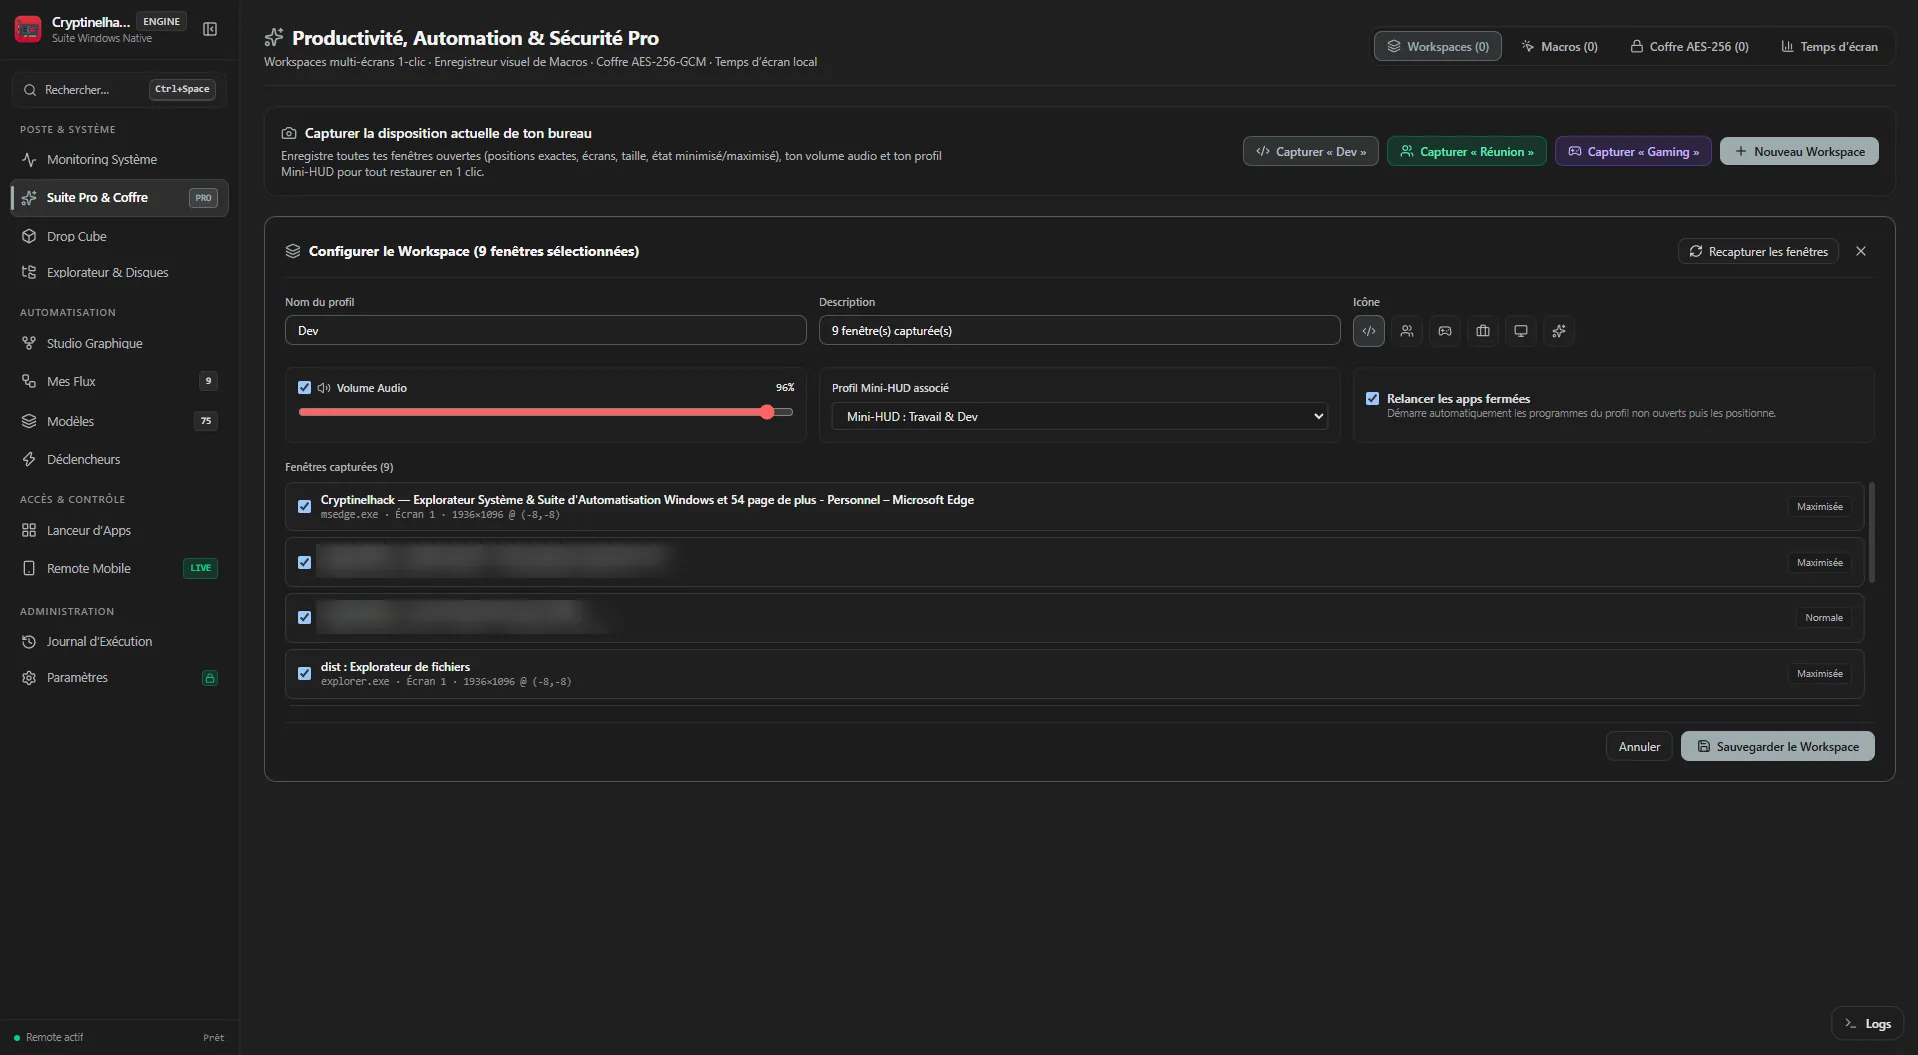 Cryptinelha... ENGINE
Suite Windows Native
Rechercher... Ctrl+Space
POSTE & SYSTÈME
Monitoring Système
Suite Pro & Coffre PRO
Drop Cube
Explorateur & Disques
AUTOMATISATION
Studio Graphique
Mes Flux 9
Modèles 75
Déclencheurs
ACCÈS & CONTRÔLE
Lanceur d'Apps
Remote Mobile LIVE
ADMINISTRATION
Journal d'Exécution
Paramètres
Remote actif Prêt
Productivité, Automation & Sécurité Pro
Workspaces multi-écrans 1-clic · Enregistreur visuel de Macros · Coffre AES-256-GCM · Temps d'écran local
Workspaces (0) Macros (0) Coffre AES-256 (0) Temps d'écran
Capturer la disposition actuelle de ton bureau
Enregistre toutes tes fenêtres ouvertes (positions exactes, écrans, taille, état minimisé/maximisé), ton volume audio et ton profil
Mini-HUD pour tout restaurer en 1 clic.
Capturer « Dev » Capturer « Réunion » Capturer « Gaming » Nouveau Workspace
Configurer le Workspace (9 fenêtres sélectionnées)
Recapturer les fenêtres
Nom du profil Description Icône
Dev 9 fenêtre(s) capturée(s)
Volume Audio 96%
Profil Mini-HUD associé
Mini-HUD : Travail & Dev
Relancer les apps fermées
Démarre automatiquement les programmes du profil non ouverts puis les positionne.
Fenêtres capturées (9)
Cryptinelhack — Explorateur Système & Suite d'Automatisation Windows et 54 page de plus - Personnel – Microsoft Edge
msedge.exe · Écran 1 · 1936×1096 @ (-8,-8)
Maximisée
Maximisée
Normale
dist : Explorateur de fichiers
explorer.exe · Écran 1 · 1936×1096 @ (-8,-8)
Maximisée
Annuler Sauvegarder le Workspace
Logs